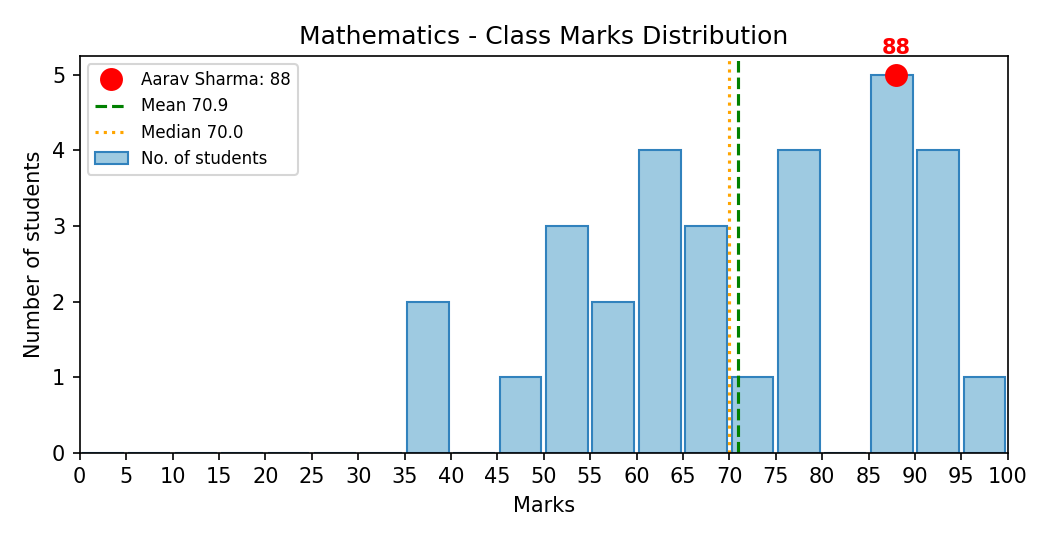 Mathematics - Class Marks Distribution
88
Aarav Sharma: 88
Mean 70.9
Median 70.0
No. of students
Number of students
5
4
3
2
1
0
0 5 10 15 20 25 30 35 40 45 50 55 60 65 70 75 80 85 90 95 100
Marks